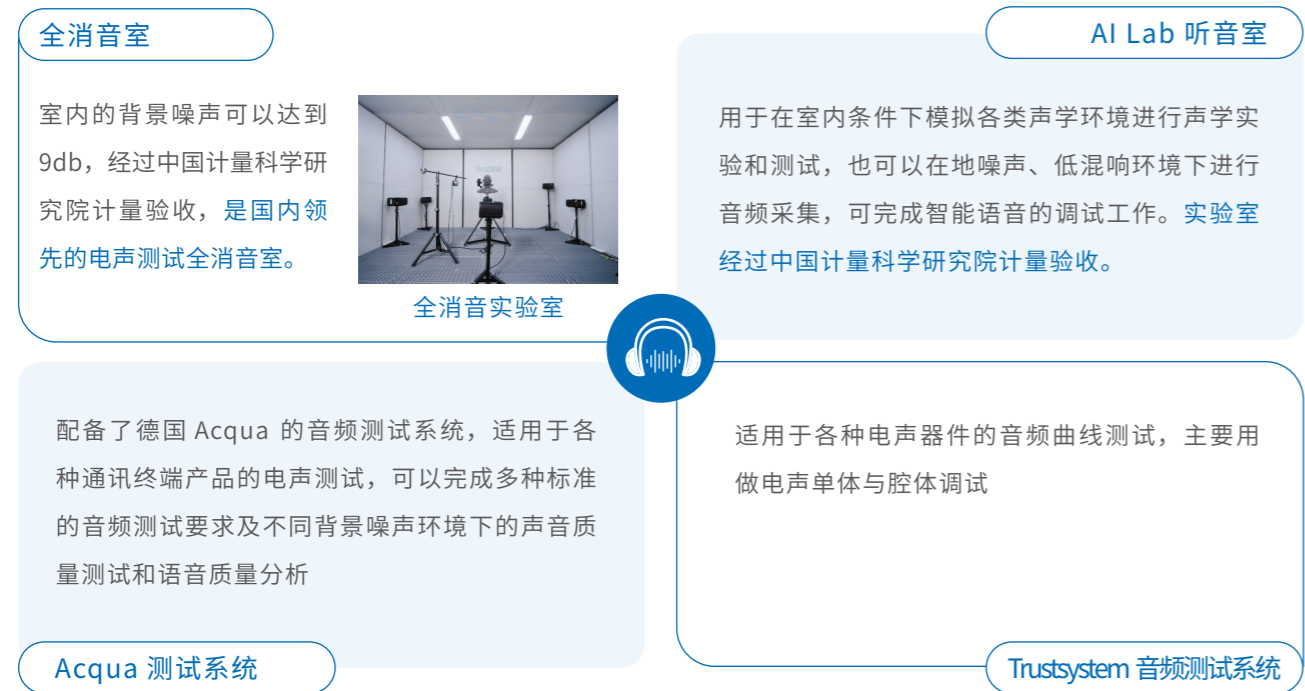 全消音室
室内的背景噪声可以达到
9db，经过中国计量科学研
究院计量验收，是国内领
先的电声测试全消音室。
全消音实验室
AI Lab 听音室
用于在室内条件下模拟各类声学环境进行声学实
验和测试，也可以在地噪声、低混响环境下进行
音频采集，可完成智能语音的调试工作。实验室
经过中国计量科学研究院计量验收。
配备了德国 Acqua 的音频测试系统，适用于各
种通讯终端产品的电声测试，可以完成多种标准
的音频测试要求及不同背景噪声环境下的声音质
量测试和语音质量分析
Acqua 测试系统
适用于各种电声器件的音频曲线测试，主要用
做电声单体与腔体调试
Trustsystem 音频测试系统